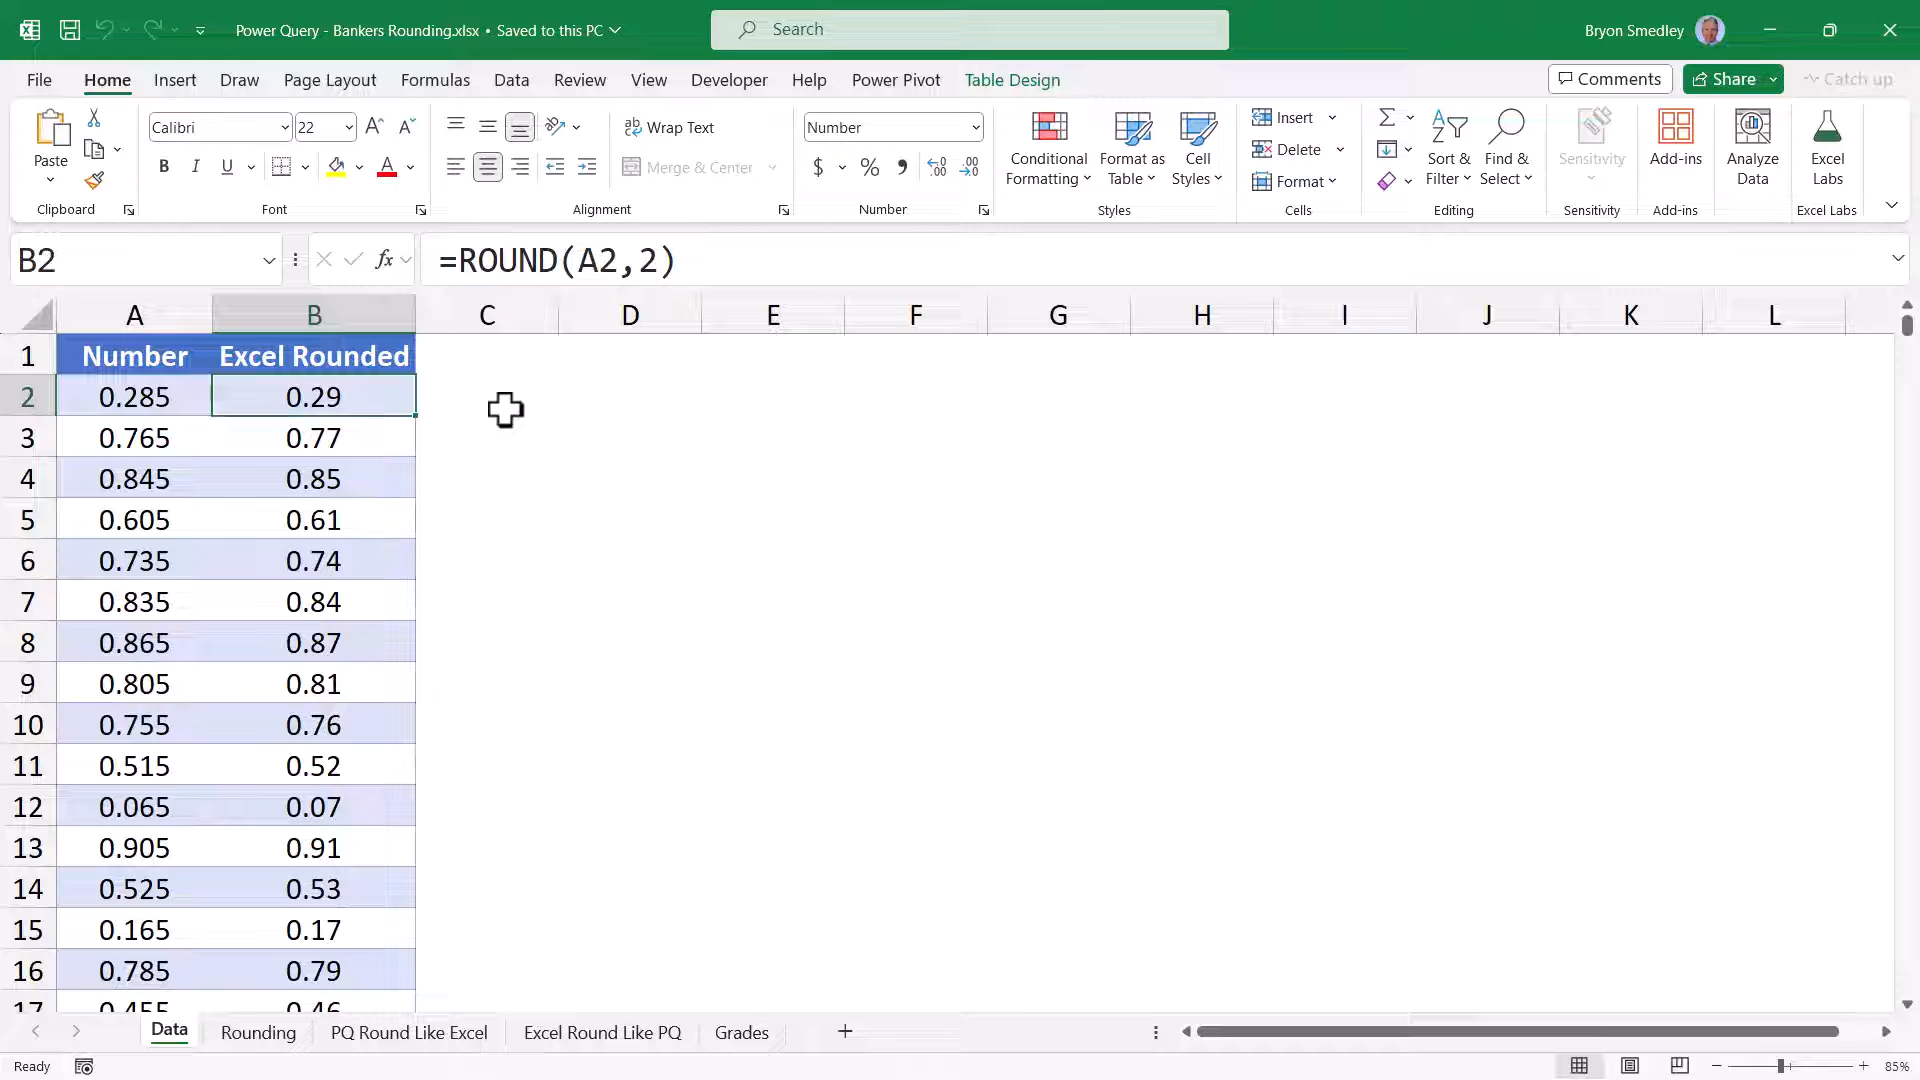 Power Query - Bankers Rounding.xlsx • Saved to this PC
Search
Bryon Smedley
File Home Insert Draw Page Layout Formulas Data Review View Developer Help Power Pivot Table Design
Comments Share Catch up
Paste
Clipboard
Calibri 22
B I U A
Font
Wrap Text
Merge & Center
Alignment
Number
$ %
Number
Conditional Formatting
Format as Table
Cell Styles
Styles
Insert
Delete
Format
Cells
Sort & Filter
Find & Select
Editing
Sensitivity
Sensitivity
Add-ins
Add-ins
Analyze Data
Excel Labs
Excel Labs
B2 fx =ROUND(A2,2)
A B C D E F G H I J K L
1 Number Excel Rounded
2 0.285 0.29
3 0.765 0.77
4 0.845 0.85
5 0.605 0.61
6 0.735 0.74
7 0.835 0.84
8 0.865 0.87
9 0.805 0.81
10 0.755 0.76
11 0.515 0.52
12 0.065 0.07
13 0.905 0.91
14 0.525 0.53
15 0.165 0.17
16 0.785 0.79
17 0.455 0.46
Data Rounding PQ Round Like Excel Excel Round Like PQ Grades
Ready
85%